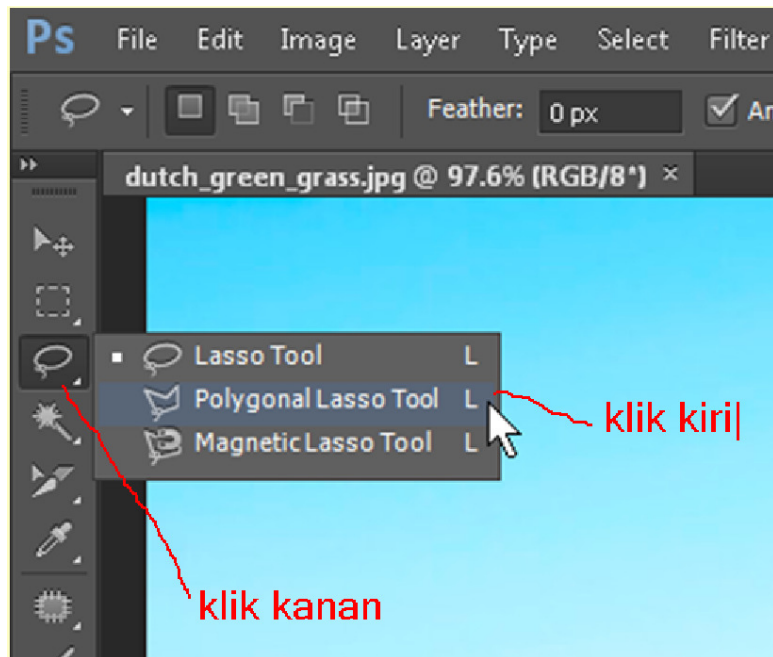 Ps File Edit Image Layer Type Select Filter
Feather: 0 px
dutch_green_grass.jpg @ 97.6% (RGB/8*) ×
Lasso Tool L
Polygonal Lasso Tool L
Magnetic Lasso Tool L
klik kiri
klik kanan